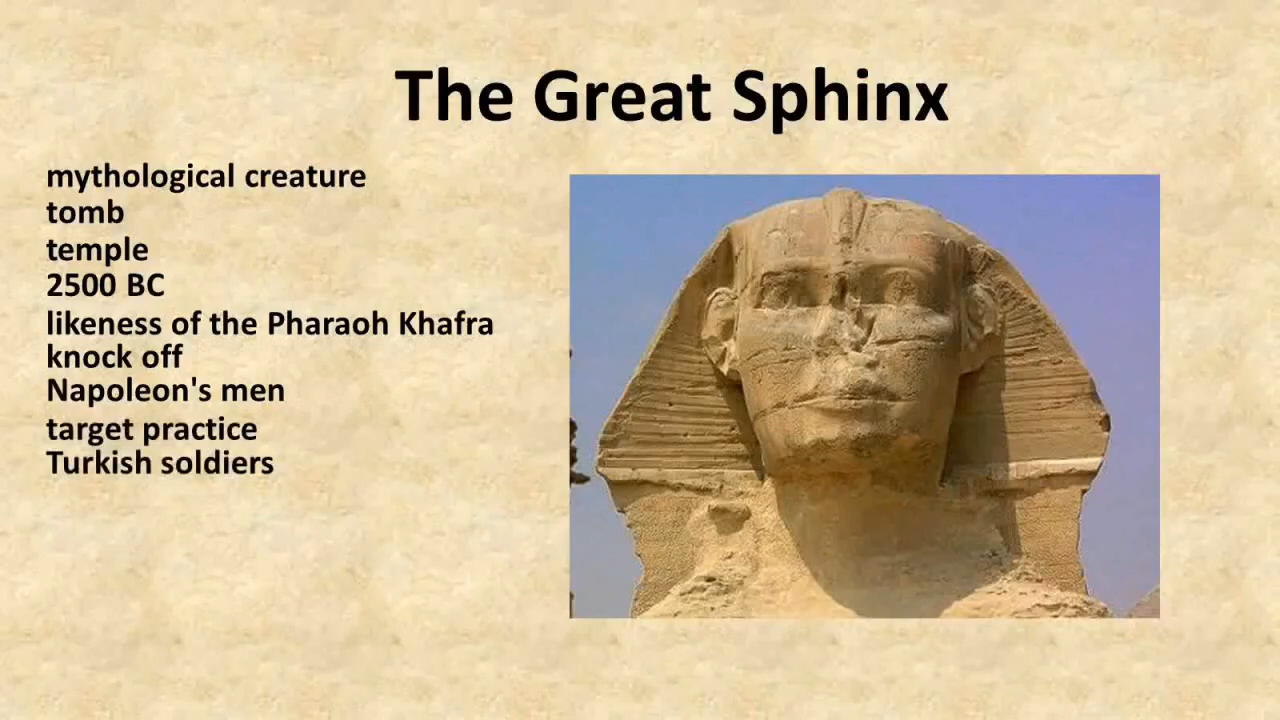 The Great Sphinx
mythological creature
tomb
temple
2500 BC
likeness of the Pharaoh Khafra
knock off
Napoleon's men
target practice
Turkish soldiers